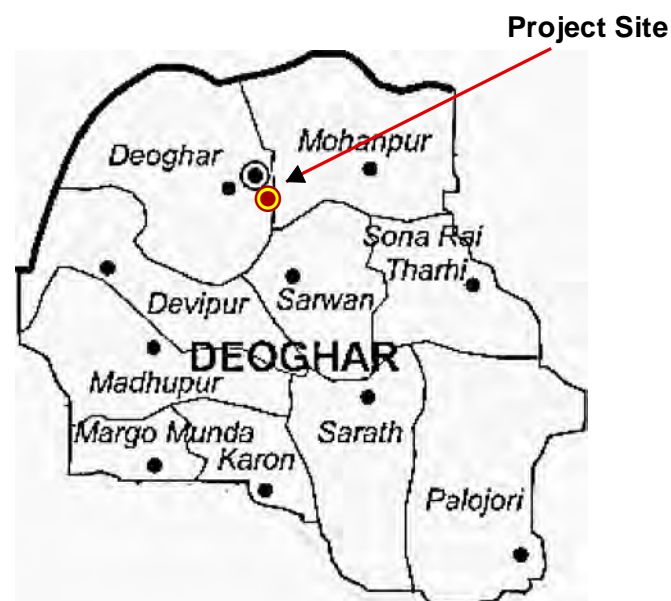 Project Site
Mohanpur
Deoghar
Sona Rai
Tharhi
Devipur
Sarwan
DEOGHAR
Madhupur
Margo Munda
Sarath
Karon
Palojori